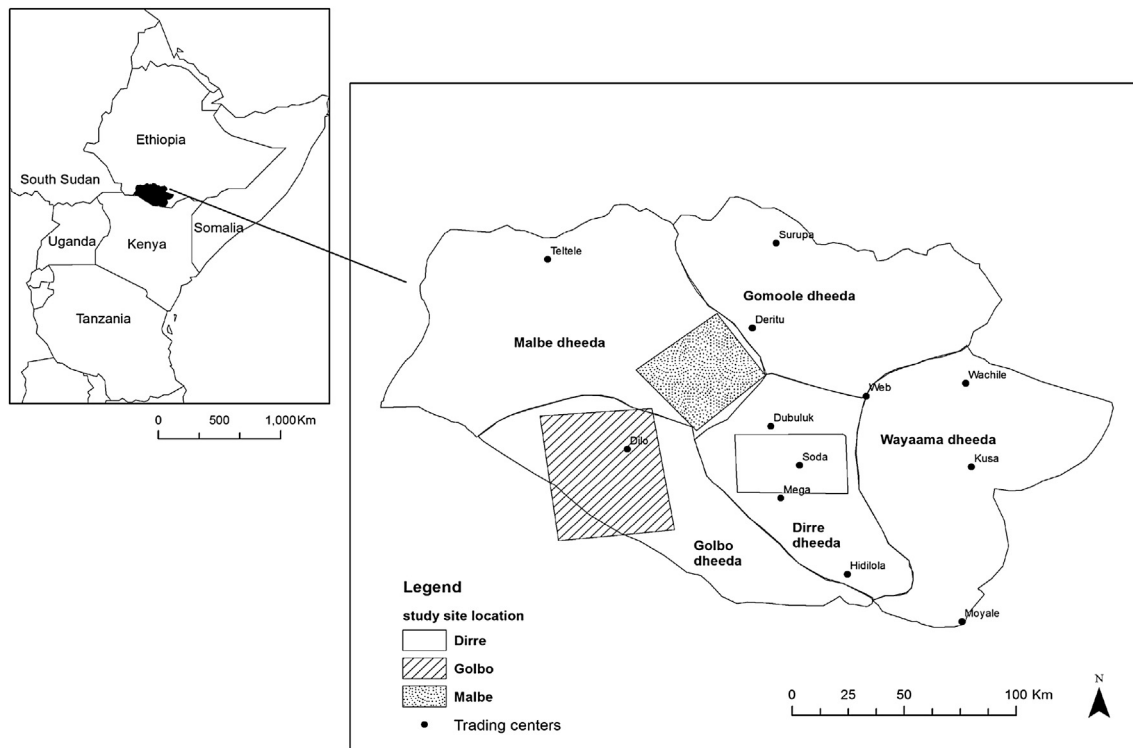 Ethiopia
South Sudan
Somalia
Uganda
Kenya
Tanzania
0 500 1,000 Km
Surupa
Teltele
Gomoole dheeda
Deritu
Malbe dheeda
Wachile
Web
Dubuluk
Wayaama dheeda
Dilo
Soda
Kusa
Mega
Dirre
dheeda
Golbo
dheeda
Hidilola
Moyale
Legend
study site location
Dirre
Golbo
Malbe
Trading centers
0 25 50 100 Km
N